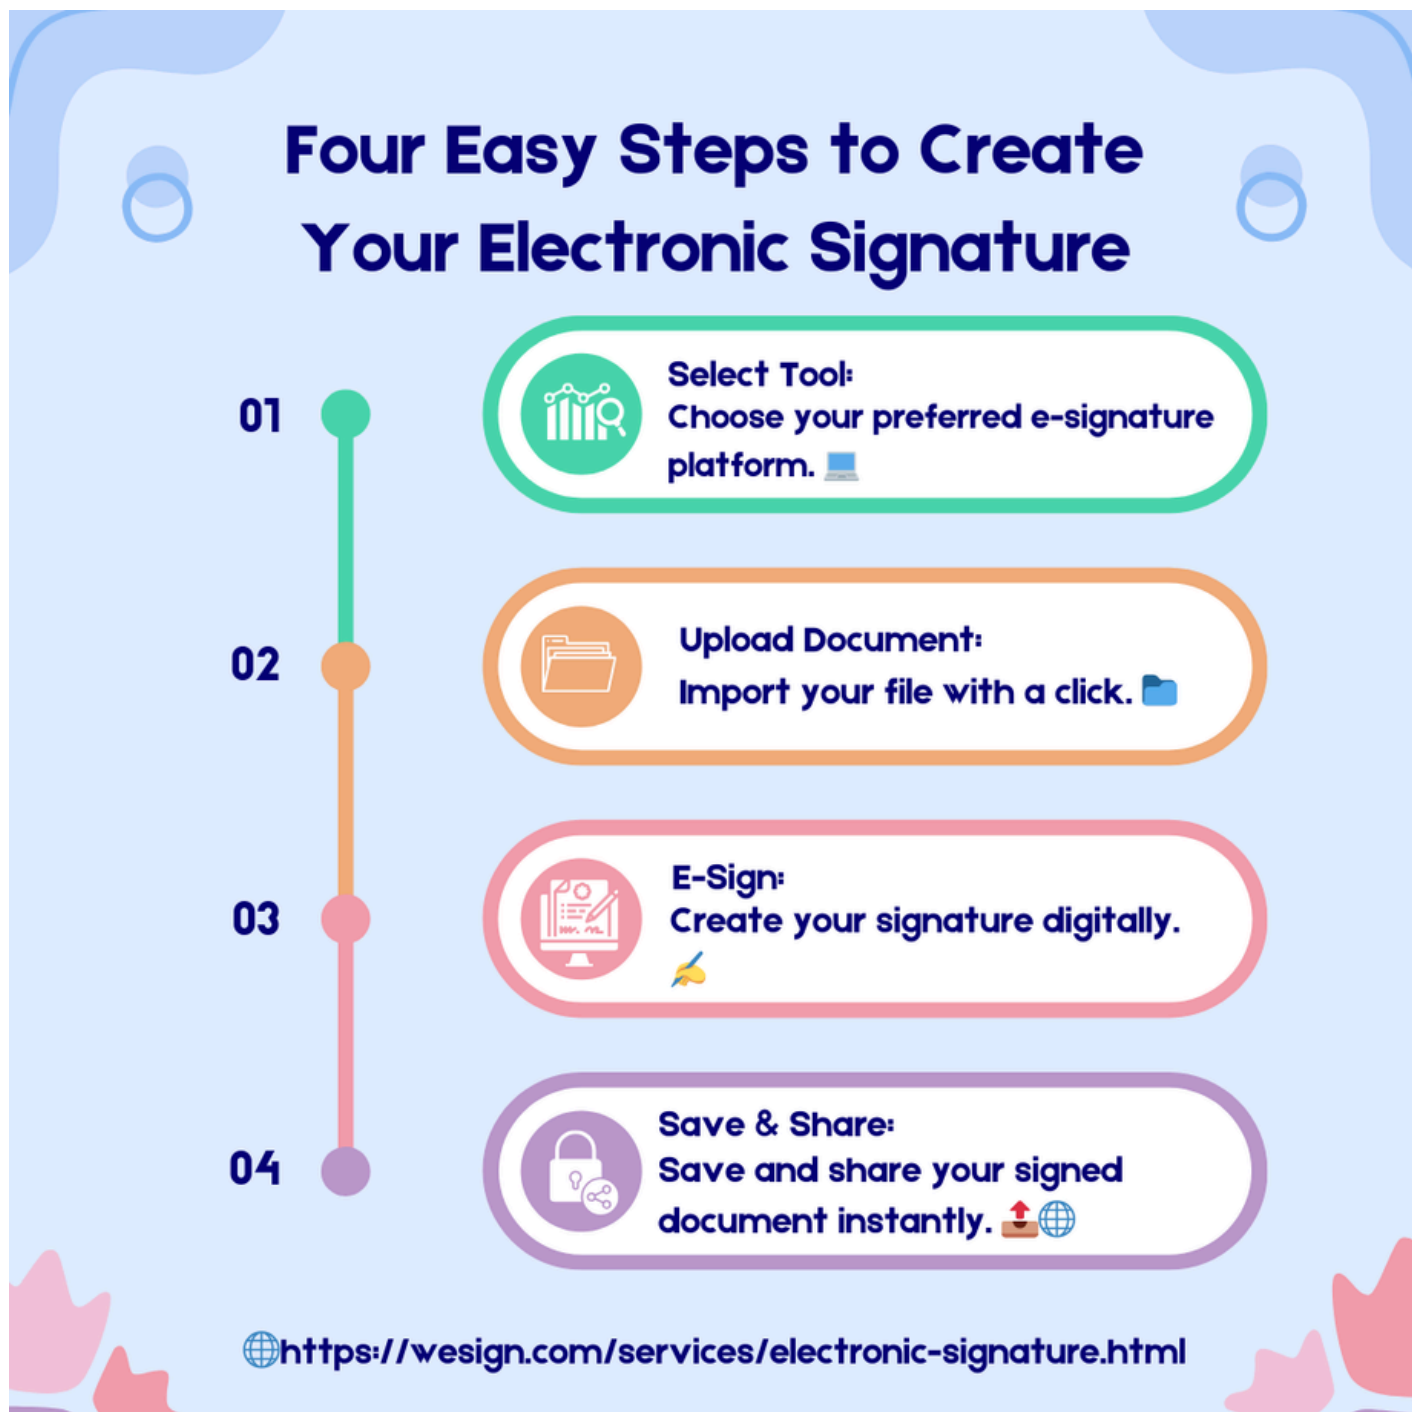 Four Easy Steps to Create
Your Electronic Signature
01
Select Tool:
Choose your preferred e-signature
platform. 💻
02
Upload Document:
Import your file with a click. 📁
03
E-Sign:
Create your signature digitally.
✍️
04
Save & Share:
Save and share your signed
document instantly. 📤🌐
🌐https://wesign.com/services/electronic-signature.html